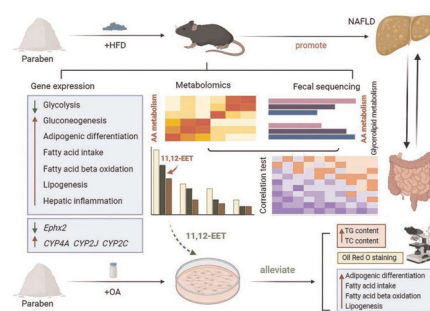 NAFLD
Paraben
+HFD
promote
Gene expression
Metabolomics
Fecal sequencing
Glycolysis
Gluconeogenesis
Adipogenic differentiation
Fatty acid intake
Fatty acid beta oxidation
Lipogenesis
Hepatic inflammation
AA metabolism
AA metabolism
Glycerolipid metabolism
11,12-EET
Correlation test
Ephx2
CYP4A CYP2J CYP2C
11,12-EET
Paraben
+OA
alleviate
TG content
TC content
Oil Red O staining
Adipogenic differentiation
Fatty acid intake
Fatty acid beta oxidation
Lipogenesis